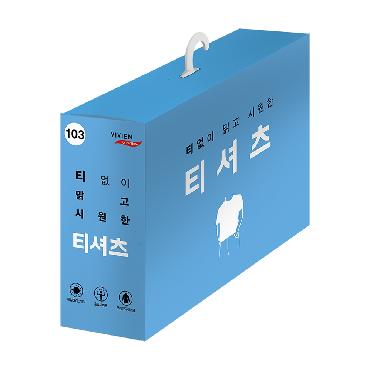 103
VIVIEN
티 없 이
맑 고
시 원 한
티셔츠
티 없 이 맑 고 시 원 한
티 셔 츠